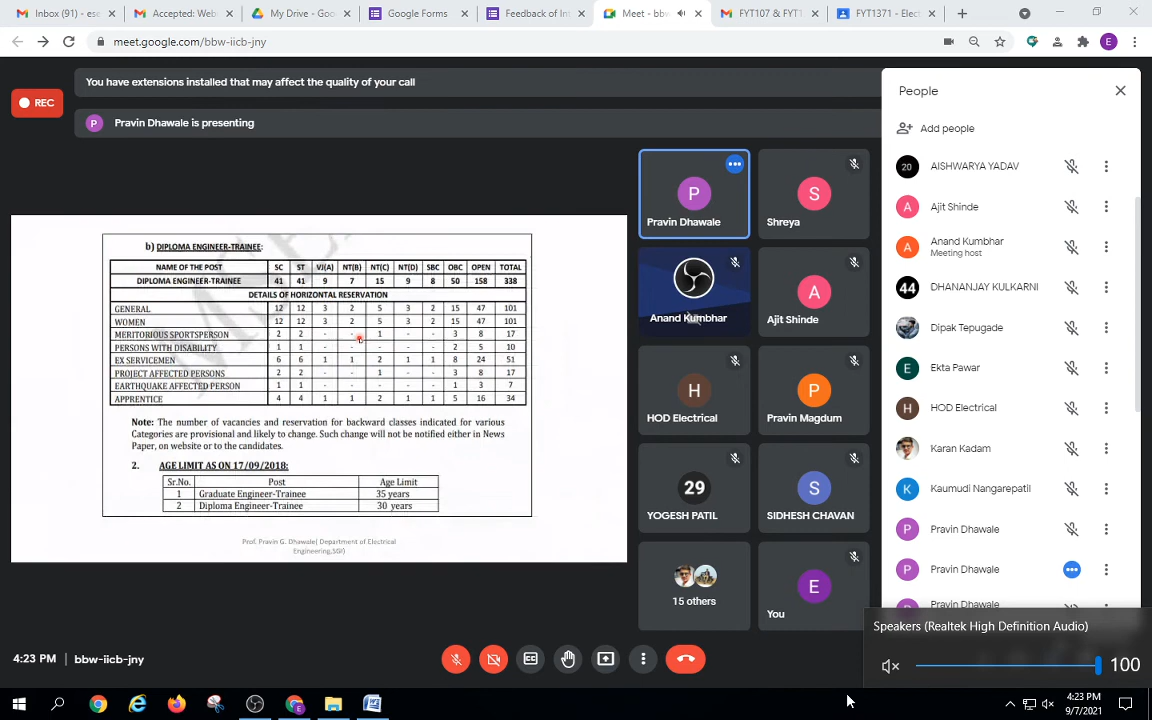 Inbox (91) - ese
Accepted: Web
My Drive - Goo
Google Forms
Feedback of Int
Meet - bbw
FYT107 & FYT1
FYT1371 - Elect
meet.google.com/bbw-iicb-jny
E
You have extensions installed that may affect the quality of your call
REC
P Pravin Dhawale is presenting
b) DIPLOMA ENGINEER-TRAINEE:
NAME OF THE POST SC ST VJ(A) NT(B) NT(C) NT(D) SBC OBC OPEN TOTAL
DIPLOMA ENGINEER-TRAINEE 41 41 9 7 15 9 8 50 158 338
DETAILS OF HORIZONTAL RESERVATION
GENERAL 12 12 3 2 5 3 2 15 47 101
WOMEN 12 12 3 2 5 3 2 15 47 101
MERITORIOUS SPORTSPERSON 2 2 - - 1 - - 3 8 17
PERSONS WITH DISABILITY 1 1 - - - - - 2 5 10
EX SERVICEMEN 6 6 1 1 2 1 1 8 24 51
PROJECT AFFECTED PERSONS 2 2 - - 1 - - 3 8 17
EARTHQUAKE AFFECTED PERSON 1 1 - - - - - 1 3 7
APPRENTICE 4 4 1 1 2 1 1 5 16 34
Note: The number of vacancies and reservation for backward classes indicated for various
Categories are provisional and likely to change. Such change will not be notified either in News
Paper, on website or to the candidates.
2. AGE LIMIT AS ON 17/09/2018:
Sr.No. Post Age Limit
1 Graduate Engineer-Trainee 35 years
2 Diploma Engineer-Trainee 30 years
Prof. Pravin G. Dhawale( Department of Electrical
Engineering,SGI)
P
Pravin Dhawale
S
Shreya
Anand Kumbhar
A
Ajit Shinde
H
HOD Electrical
P
Pravin Magdum
29
YOGESH PATIL
S
SIDHESH CHAVAN
15 others
E
You
People
Add people
20 AISHWARYA YADAV
A Ajit Shinde
A Anand Kumbhar
Meeting host
44 DHANANJAY KULKARNI
Dipak Tepugade
E Ekta Pawar
H HOD Electrical
Karan Kadam
K Kaumudi Nangarepatil
P Pravin Dhawale
P Pravin Dhawale
P Pravin Dhawale
Speakers (Realtek High Definition Audio)
100
4:23 PM | bbw-iicb-jny
4:23 PM
9/7/2021